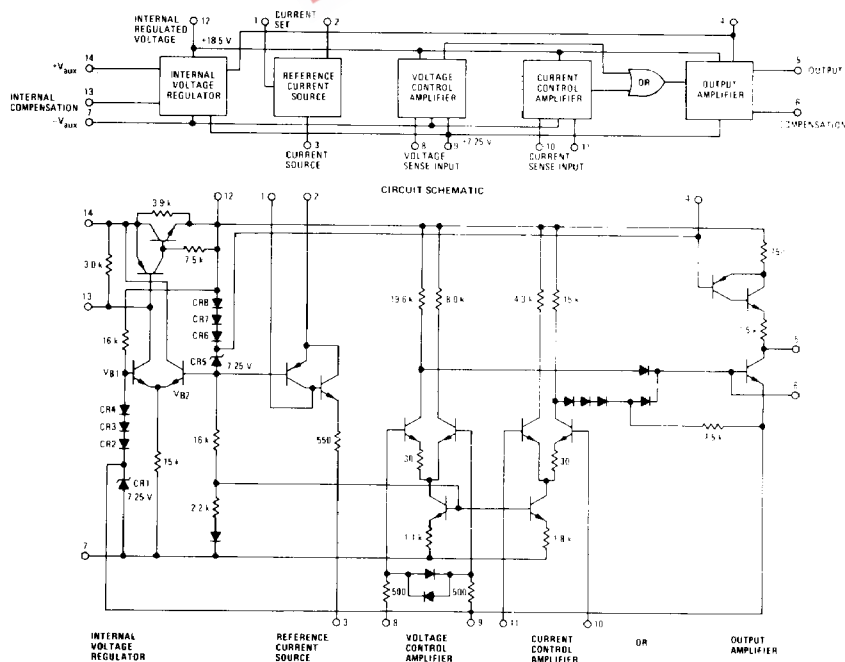 INTERNAL REGULATED VOLTAGE
12
+18.5 V
1
CURRENT SET
2
4
+Vaux
14
INTERNAL COMPENSATION
13
-Vaux
7
INTERNAL VOLTAGE REGULATOR
REFERENCE CURRENT SOURCE
VOLTAGE CONTROL AMPLIFIER
CURRENT CONTROL AMPLIFIER
OR
OUTPUT AMPLIFIER
5
OUTPUT
6
COMPENSATION
3
CURRENT SOURCE
8
9
+7.25 V
VOLTAGE SENSE INPUT
10
11
CURRENT SENSE INPUT
CIRCUIT SCHEMATIC
14
3.9 k
12
1
2
4
3.0 k
7.5 k
13
CR8
CR7
CR6
CR5
7.25 V
16 k
VB1
VB2
CR4
CR3
CR2
CR1
7.25 V
15 k
16 k
2.2 k
550
19.6 k
8.0 k
4.3 k
15 k
30
30
1.8 k
7.5 k
5
6
7
500
500
3
8
9
11
10
INTERNAL VOLTAGE REGULATOR
REFERENCE CURRENT SOURCE
VOLTAGE CONTROL AMPLIFIER
CURRENT CONTROL AMPLIFIER
OR
OUTPUT AMPLIFIER